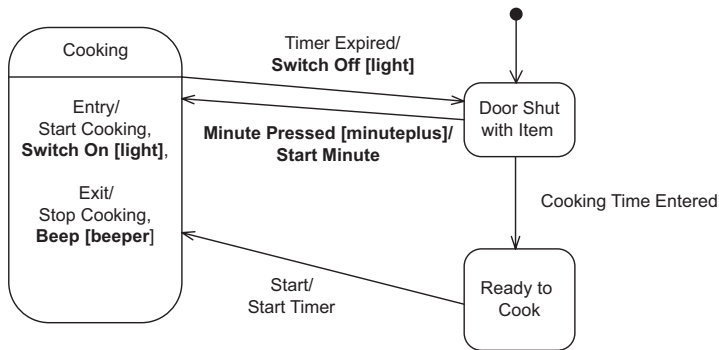 Cooking
Entry/
Start Cooking,
Switch On [light],
Exit/
Stop Cooking,
Beep [beeper]
Timer Expired/
Switch Off [light]
Minute Pressed [minuteplus]/
Start Minute
Door Shut
with Item
Cooking Time Entered
Start/
Start Timer
Ready to
Cook